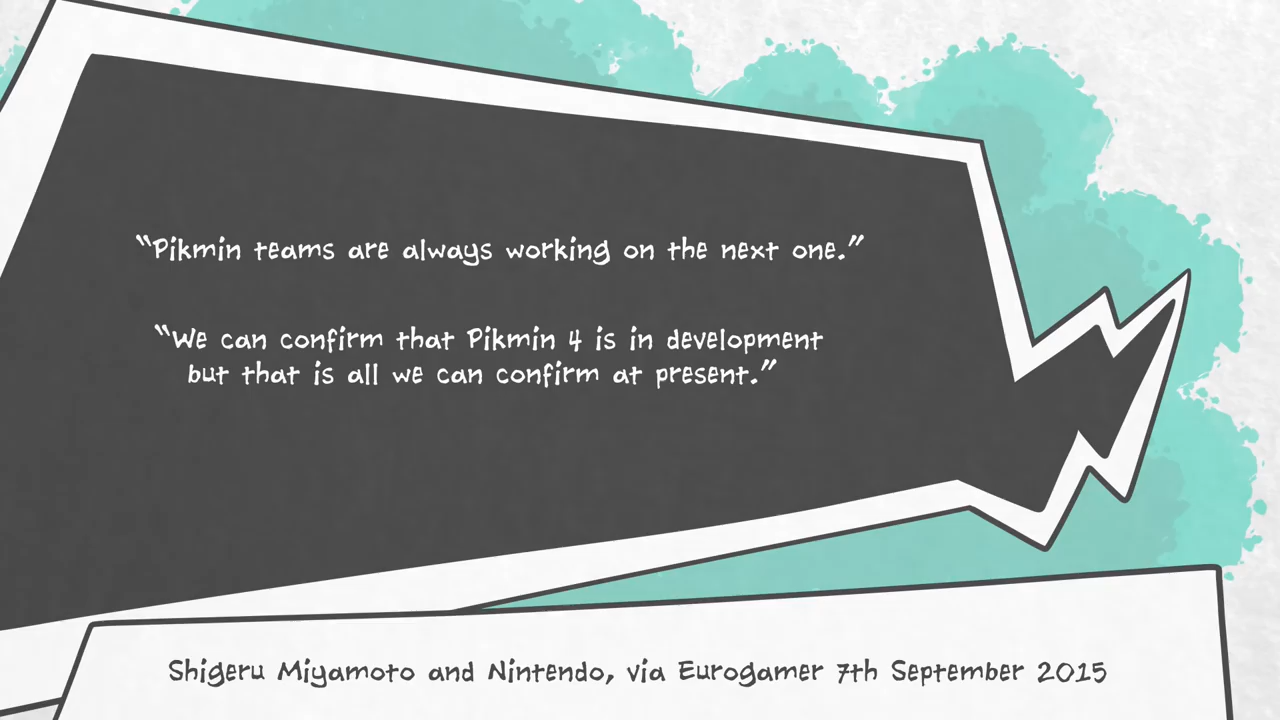 “Pikmin teams are always working on the next one.”
“We can confirm that Pikmin 4 is in development
but that is all we can confirm at present.”
Shigeru Miyamoto and Nintendo, via Eurogamer 7th September 2015